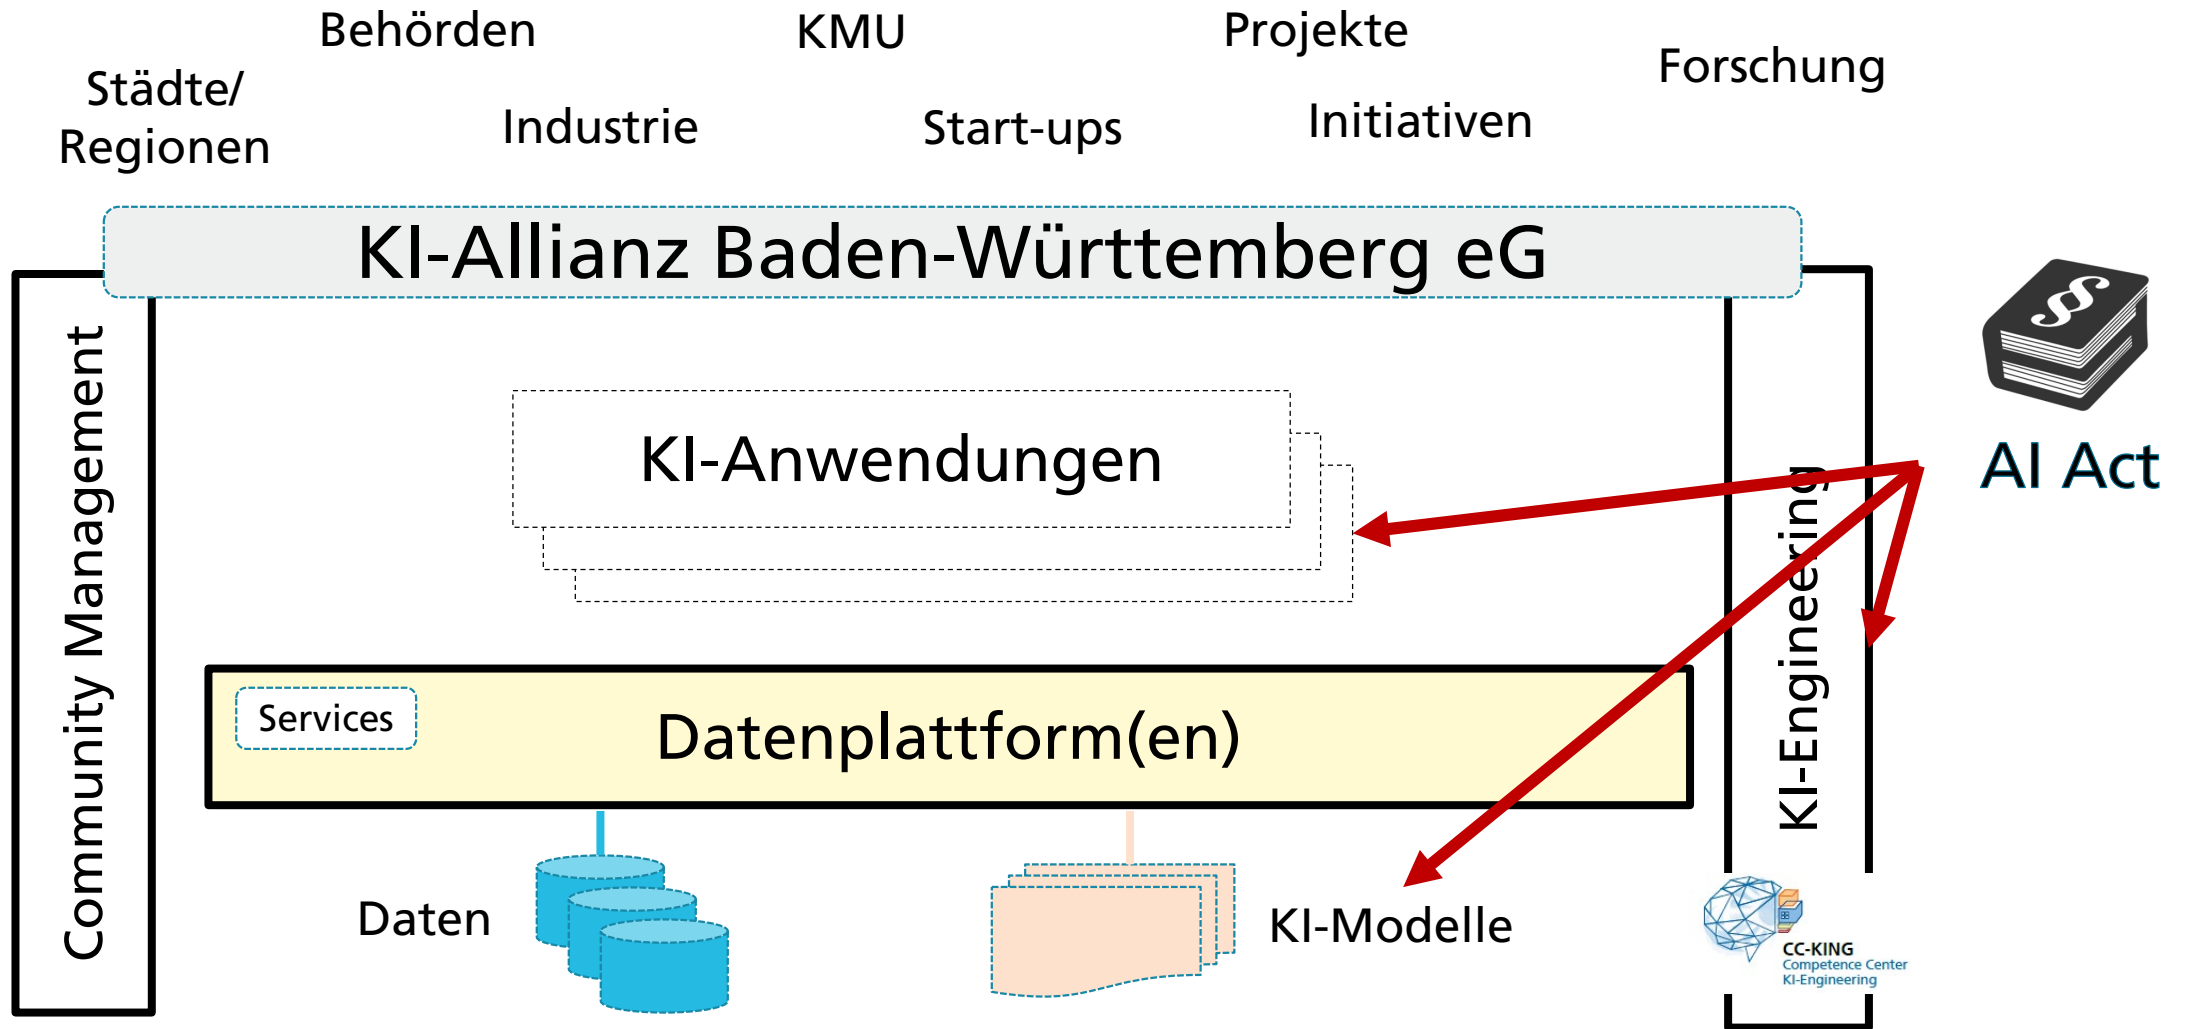 Behörden
KMU
Projekte
Forschung
Städte/
Regionen
Industrie
Start-ups
Initiativen
KI-Allianz Baden-Württemberg eG
Community Management
KI-Anwendungen
KI-Engineering
§
AI Act
Services
Datenplattform(en)
Daten
KI-Modelle
CC-KING
Competence Center
KI-Engineering